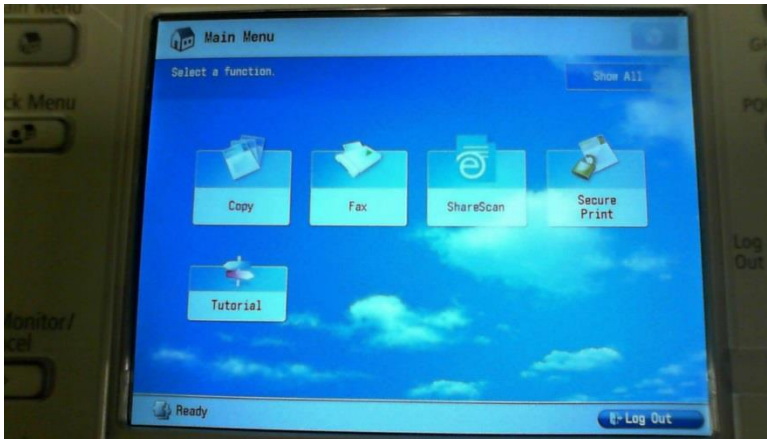 Main Menu
Main Menu
Select a function.
Show All
Menu
Copy
Fax
ShareScan
Secure
Print
Log
Out
Tutorial
Monitor/
Ready
Log Out